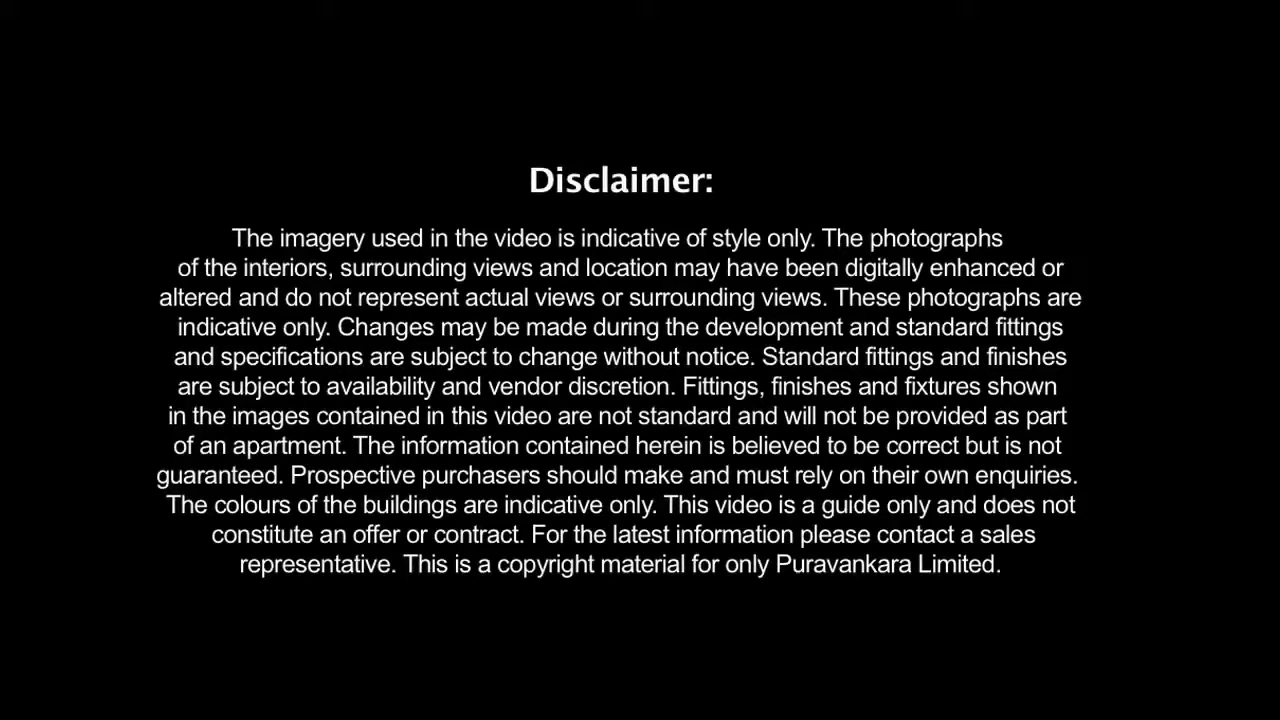 Disclaimer:
The imagery used in the video is indicative of style only. The photographs
of the interiors, surrounding views and location may have been digitally enhanced or
altered and do not represent actual views or surrounding views. These photographs are
indicative only. Changes may be made during the development and standard fittings
and specifications are subject to change without notice. Standard fittings and finishes
are subject to availability and vendor discretion. Fittings, finishes and fixtures shown
in the images contained in this video are not standard and will not be provided as part
of an apartment. The information contained herein is believed to be correct but is not
guaranteed. Prospective purchasers should make and must rely on their own enquiries.
The colours of the buildings are indicative only. This video is a guide only and does not
constitute an offer or contract. For the latest information please contact a sales
representative. This is a copyright material for only Puravankara Limited.